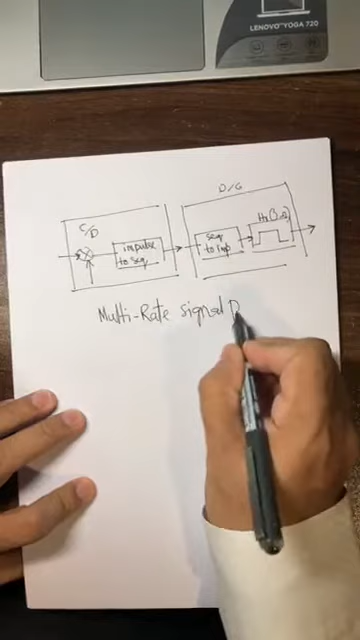 LENOVO YOGA 720
D/C
C/D
impulse
to seq
seq
to imp
Multi-Rate signal D